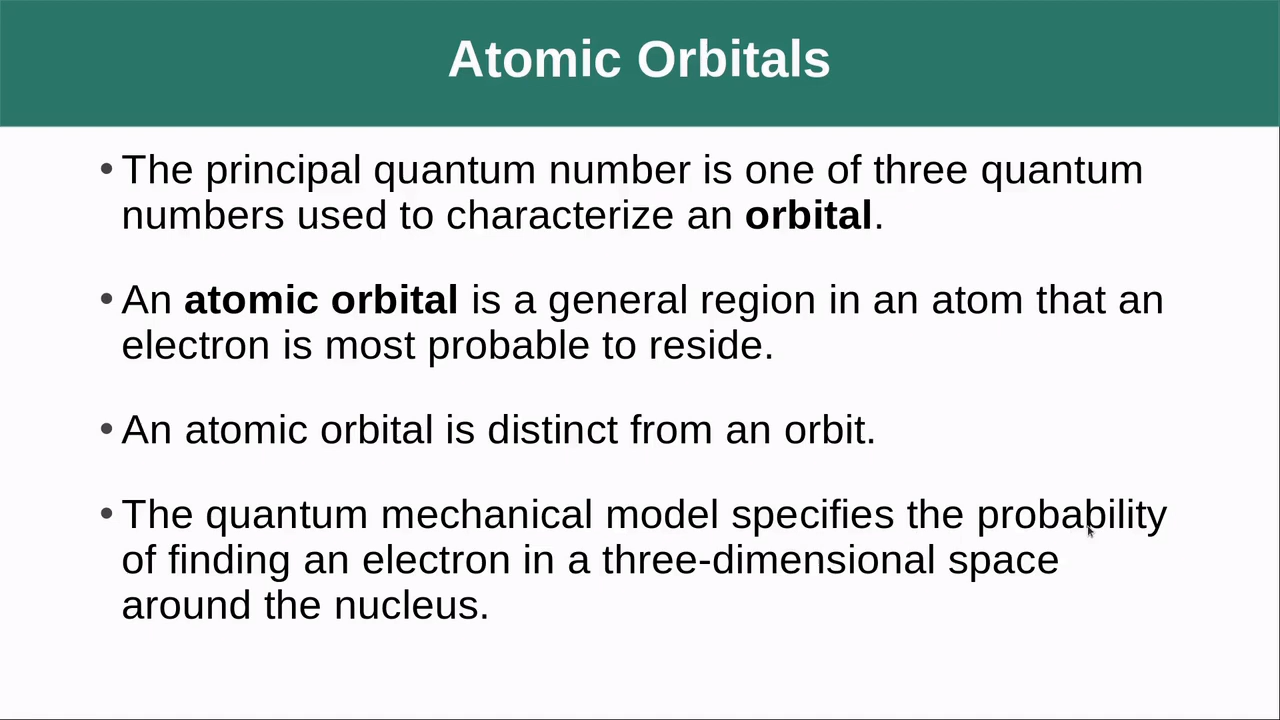 Atomic Orbitals
• The principal quantum number is one of three quantum
numbers used to characterize an orbital.
• An atomic orbital is a general region in an atom that an
electron is most probable to reside.
• An atomic orbital is distinct from an orbit.
• The quantum mechanical model specifies the probability
of finding an electron in a three-dimensional space
around the nucleus.